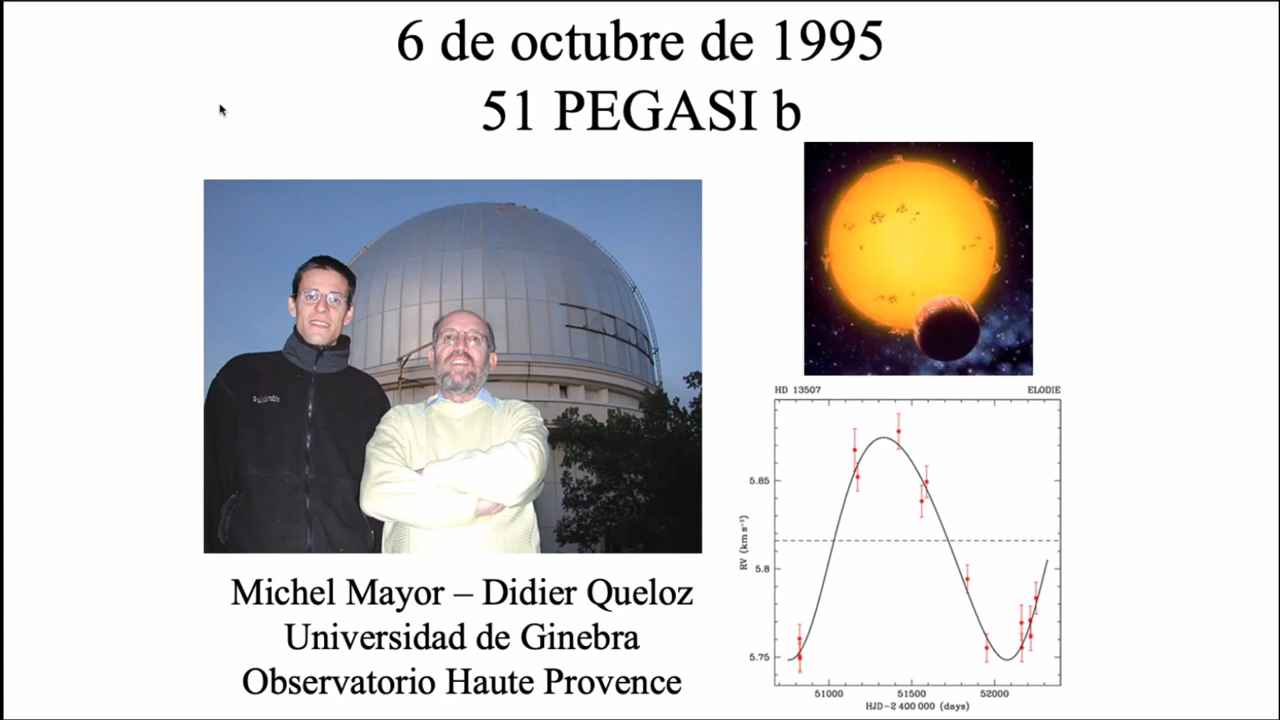 6 de octubre de 1995
51 PEGASI b
HD 13507 ELODIE
5.85
5.8
5.75
RV (km s⁻¹)
51000 51500 52000
HJD-2 400 000 (days)
Michel Mayor – Didier Queloz
Universidad de Ginebra
Observatorio Haute Provence